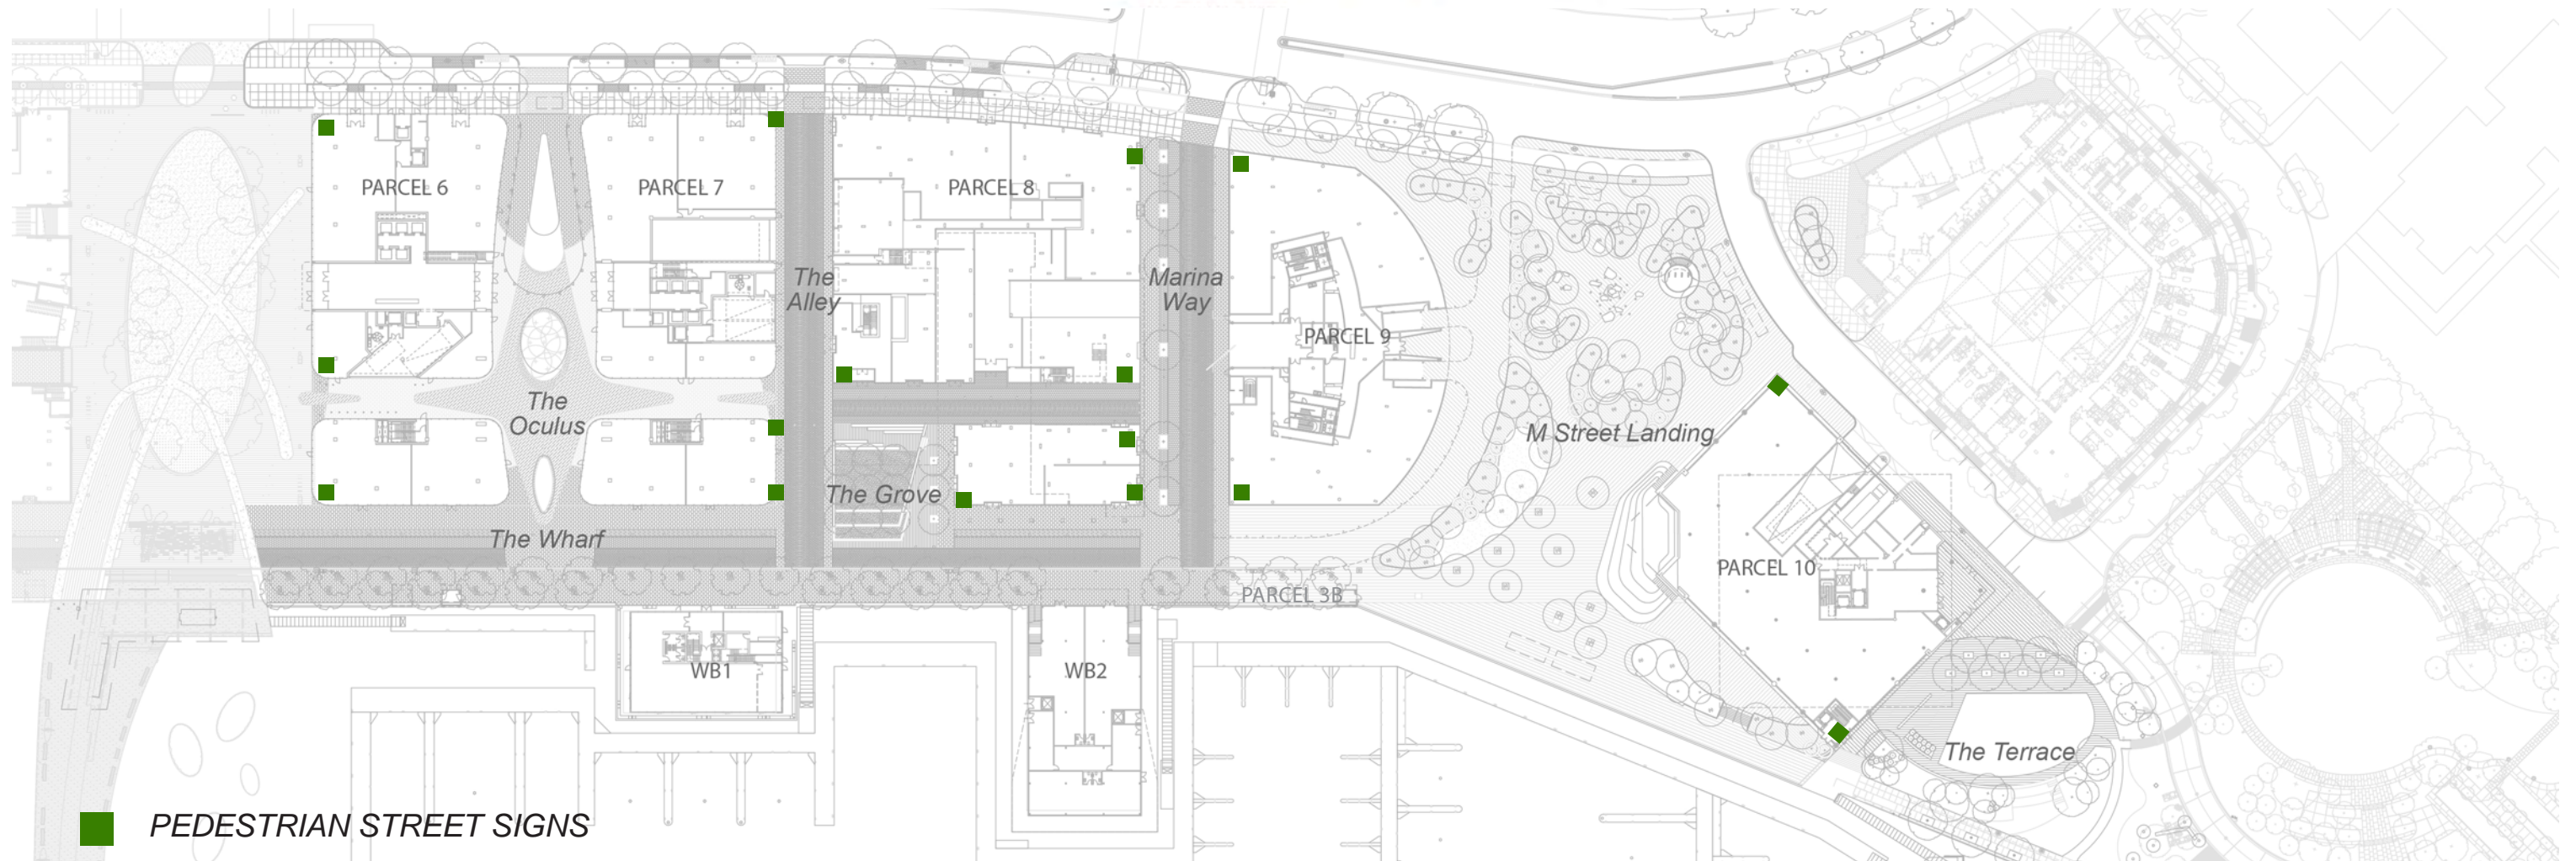 PARCEL 6
PARCEL 7
PARCEL 8
The
Alley
Marina
Way
PARCEL 9
The
Oculus
M Street Landing
The Grove
The Wharf
PARCEL 10
PARCEL 3B
WB1
WB2
The Terrace
PEDESTRIAN STREET SIGNS